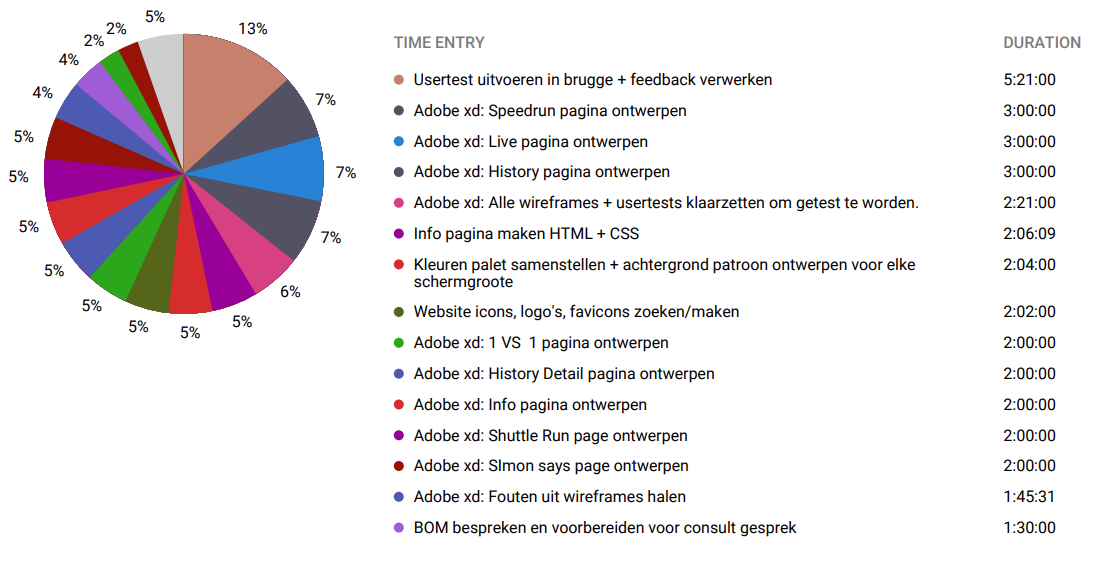 5%
2%
13%
2%
4%
7%
4%
5%
7%
5%
5%
7%
5%
6%
5%
5%
5%
5%
TIME ENTRY DURATION
Usertest uitvoeren in brugge + feedback verwerken 5:21:00
Adobe xd: Speedrun pagina ontwerpen 3:00:00
Adobe xd: Live pagina ontwerpen 3:00:00
Adobe xd: History pagina ontwerpen 3:00:00
Adobe xd: Alle wireframes + usertests klaarzetten om getest te worden. 2:21:00
Info pagina maken HTML + CSS 2:06:09
Kleuren palet samenstellen + achtergrond patroon ontwerpen voor elke 2:04:00
schermgroote
Website icons, logo's, favicons zoeken/maken 2:02:00
Adobe xd: 1 VS  1 pagina ontwerpen 2:00:00
Adobe xd: History Detail pagina ontwerpen 2:00:00
Adobe xd: Info pagina ontwerpen 2:00:00
Adobe xd: Shuttle Run page ontwerpen 2:00:00
Adobe xd: SImon says page ontwerpen 2:00:00
Adobe xd: Fouten uit wireframes halen 1:45:31
BOM bespreken en voorbereiden voor consult gesprek 1:30:00